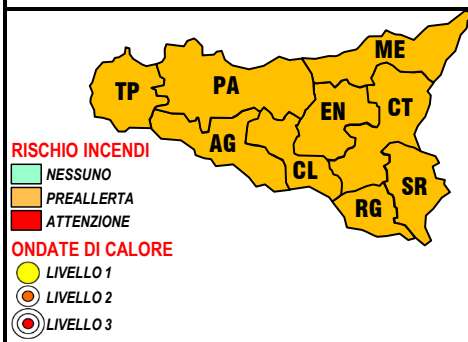 ME
TP
PA
EN
CT
AG
CL
SR
RG
RISCHIO INCENDI
NESSUNO
PREALLERTA
ATTENZIONE
ONDATE DI CALORE
LIVELLO 1
LIVELLO 2
LIVELLO 3